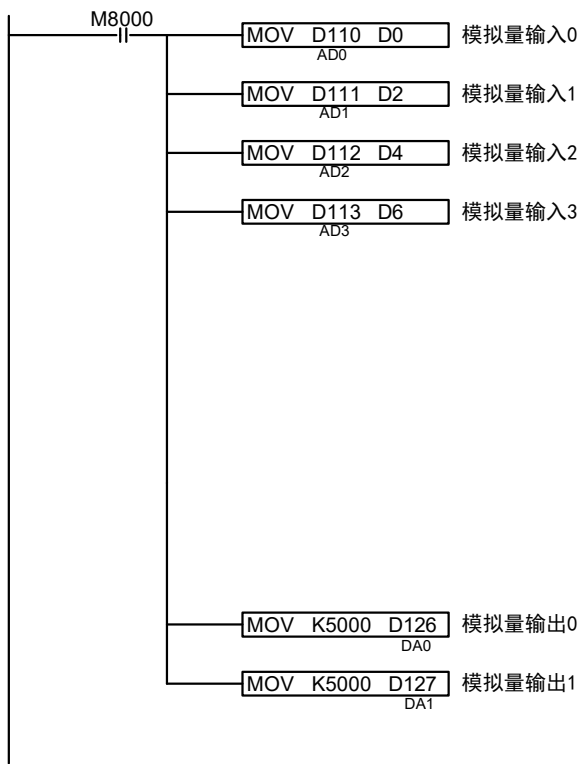 M8000
MOV D110 D0 模拟量输入0
AD0
MOV D111 D2 模拟量输入1
AD1
MOV D112 D4 模拟量输入2
AD2
MOV D113 D6 模拟量输入3
AD3
MOV K5000 D126 模拟量输出0
DA0
MOV K5000 D127 模拟量输出1
DA1